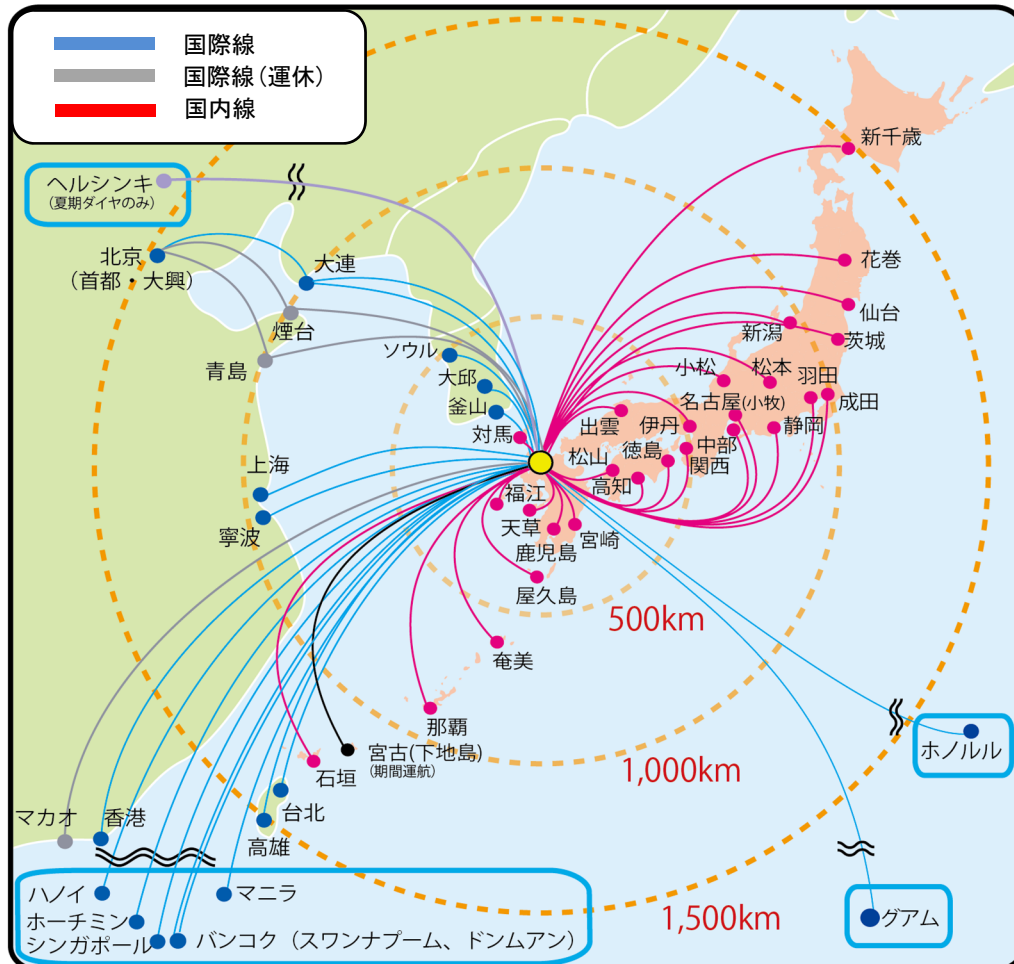 国際線
国際線(運休)
国内線
新千歳
ヘルシンキ
(夏期ダイヤのみ)
北京
(首都・大興)
大連
花巻
仙台
煙台
新潟
茨城
ソウル
青島
小松
松本
羽田
大邱
名古屋(小牧)
成田
釜山
出雲
伊丹
静岡
対馬
中部
徳島
松山
関西
上海
高知
福江
寧波
天草
宮崎
鹿児島
屋久島
500km
奄美
那覇
宮古(下地島)
(期間運航)
ホノルル
石垣
1,000km
台北
マカオ
香港
高雄
ハノイ
マニラ
ホーチミン
シンガポール
バンコク(スワンナプーム、ドンムアン)
1,500km
グアム